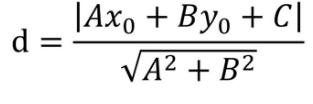 d = |Ax₀ + By₀ + C| / √(A² + B²)